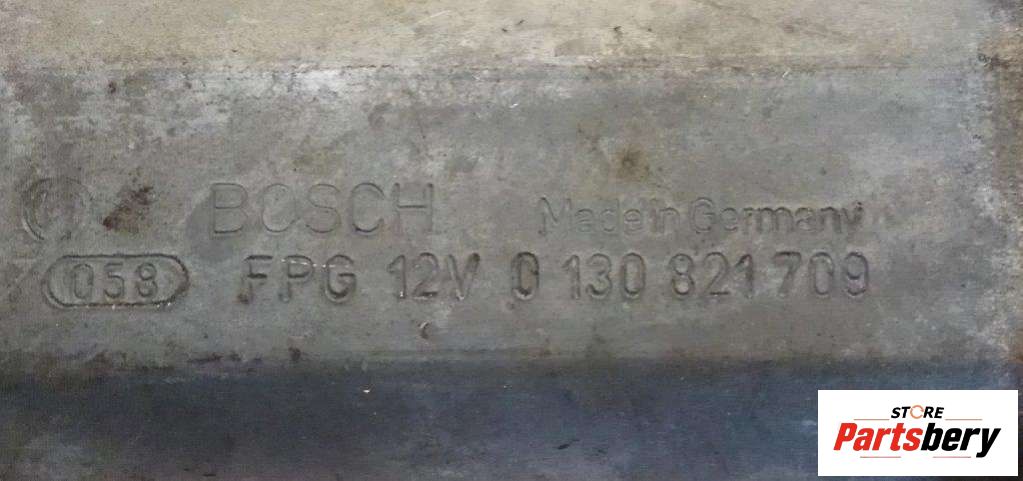 BOSCH Made in Germany
058 FPG 12V 0 130 821 709
STORE
Partsbery